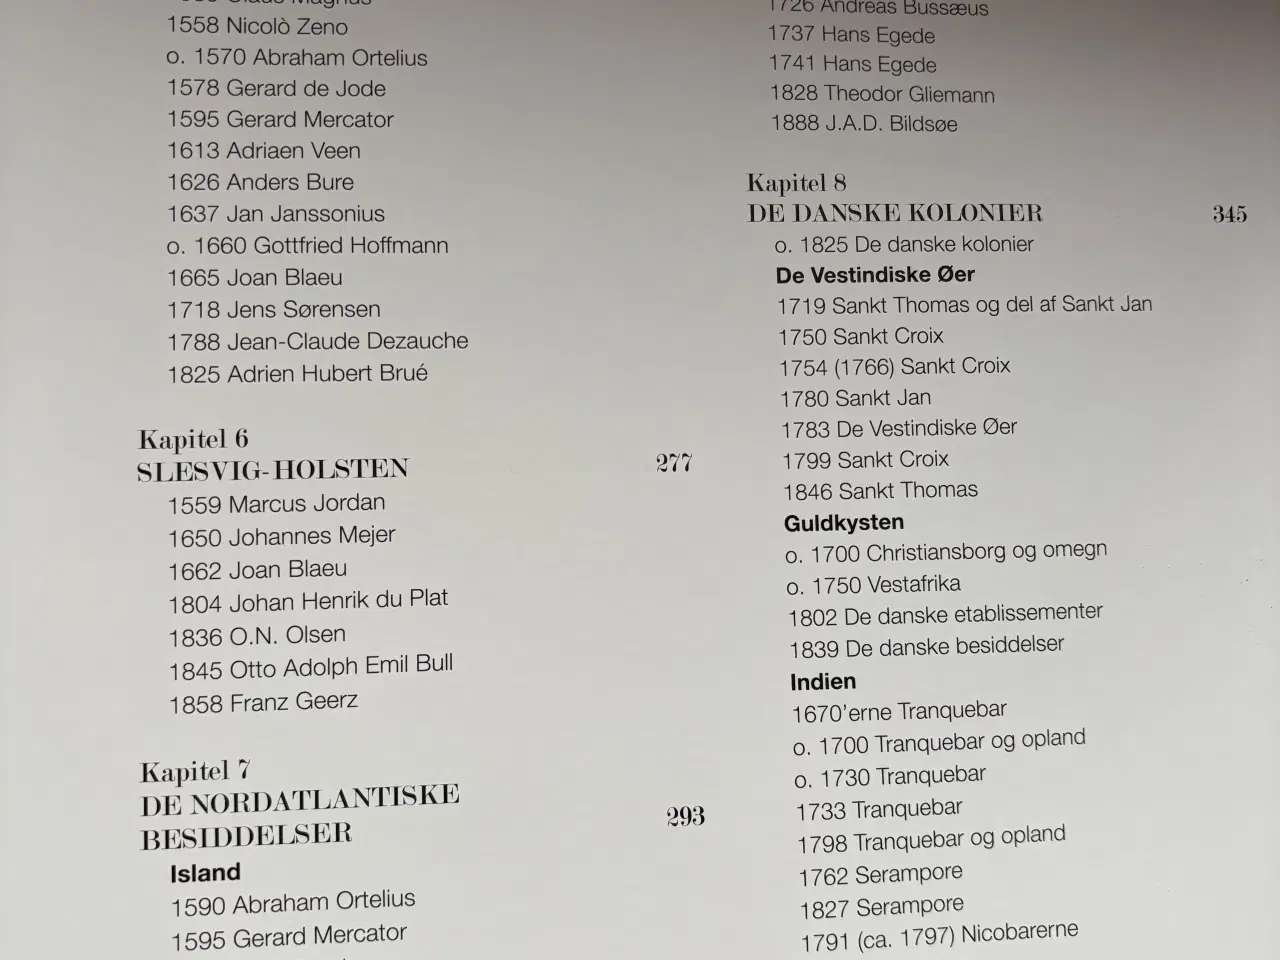 Olaus Magnus
1558 Nicolò Zeno
o. 1570 Abraham Ortelius
1578 Gerard de Jode
1595 Gerard Mercator
1613 Adriaen Veen
1626 Anders Bure
1637 Jan Janssonius
o. 1660 Gottfried Hoffmann
1665 Joan Blaeu
1718 Jens Sørensen
1788 Jean-Claude Dezauche
1825 Adrien Hubert Brué
Kapitel 6
SLESVIG-HOLSTEN 277
1559 Marcus Jordan
1650 Johannes Mejer
1662 Joan Blaeu
1804 Johan Henrik du Plat
1836 O.N. Olsen
1845 Otto Adolph Emil Bull
1858 Franz Geerz
Kapitel 7
DE NORDATLANTISKE
BESIDDELSER 293
Island
1590 Abraham Ortelius
1595 Gerard Mercator
1726 Andreas Bussæus
1737 Hans Egede
1741 Hans Egede
1828 Theodor Gliemann
1888 J.A.D. Bildsøe
Kapitel 8
DE DANSKE KOLONIER 345
o. 1825 De danske kolonier
De Vestindiske Øer
1719 Sankt Thomas og del af Sankt Jan
1750 Sankt Croix
1754 (1766) Sankt Croix
1780 Sankt Jan
1783 De Vestindiske Øer
1799 Sankt Croix
1846 Sankt Thomas
Guldkysten
o. 1700 Christiansborg og omegn
o. 1750 Vestafrika
1802 De danske etablissementer
1839 De danske besiddelser
Indien
1670'erne Tranquebar
o. 1700 Tranquebar og opland
o. 1730 Tranquebar
1733 Tranquebar
1798 Tranquebar og opland
1762 Serampore
1827 Serampore
1791 (ca. 1797) Nicobarerne